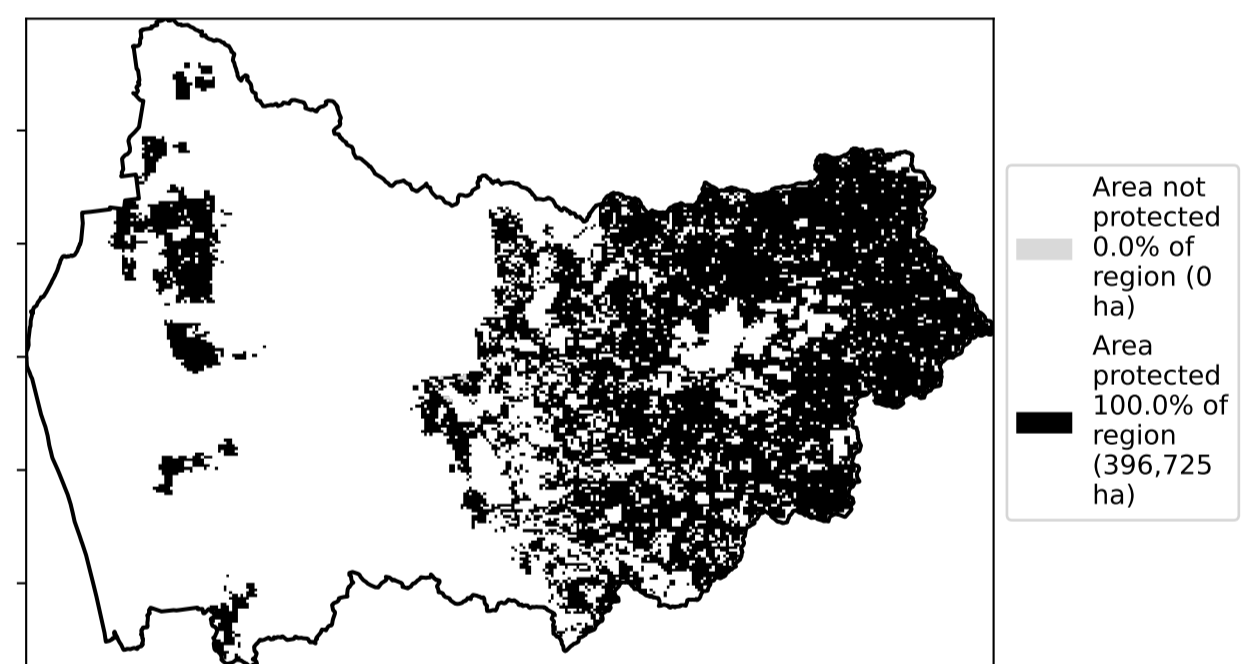 Area not
protected
0.0% of
region (0
ha)
Area
protected
100.0% of
region
(396,725
ha)